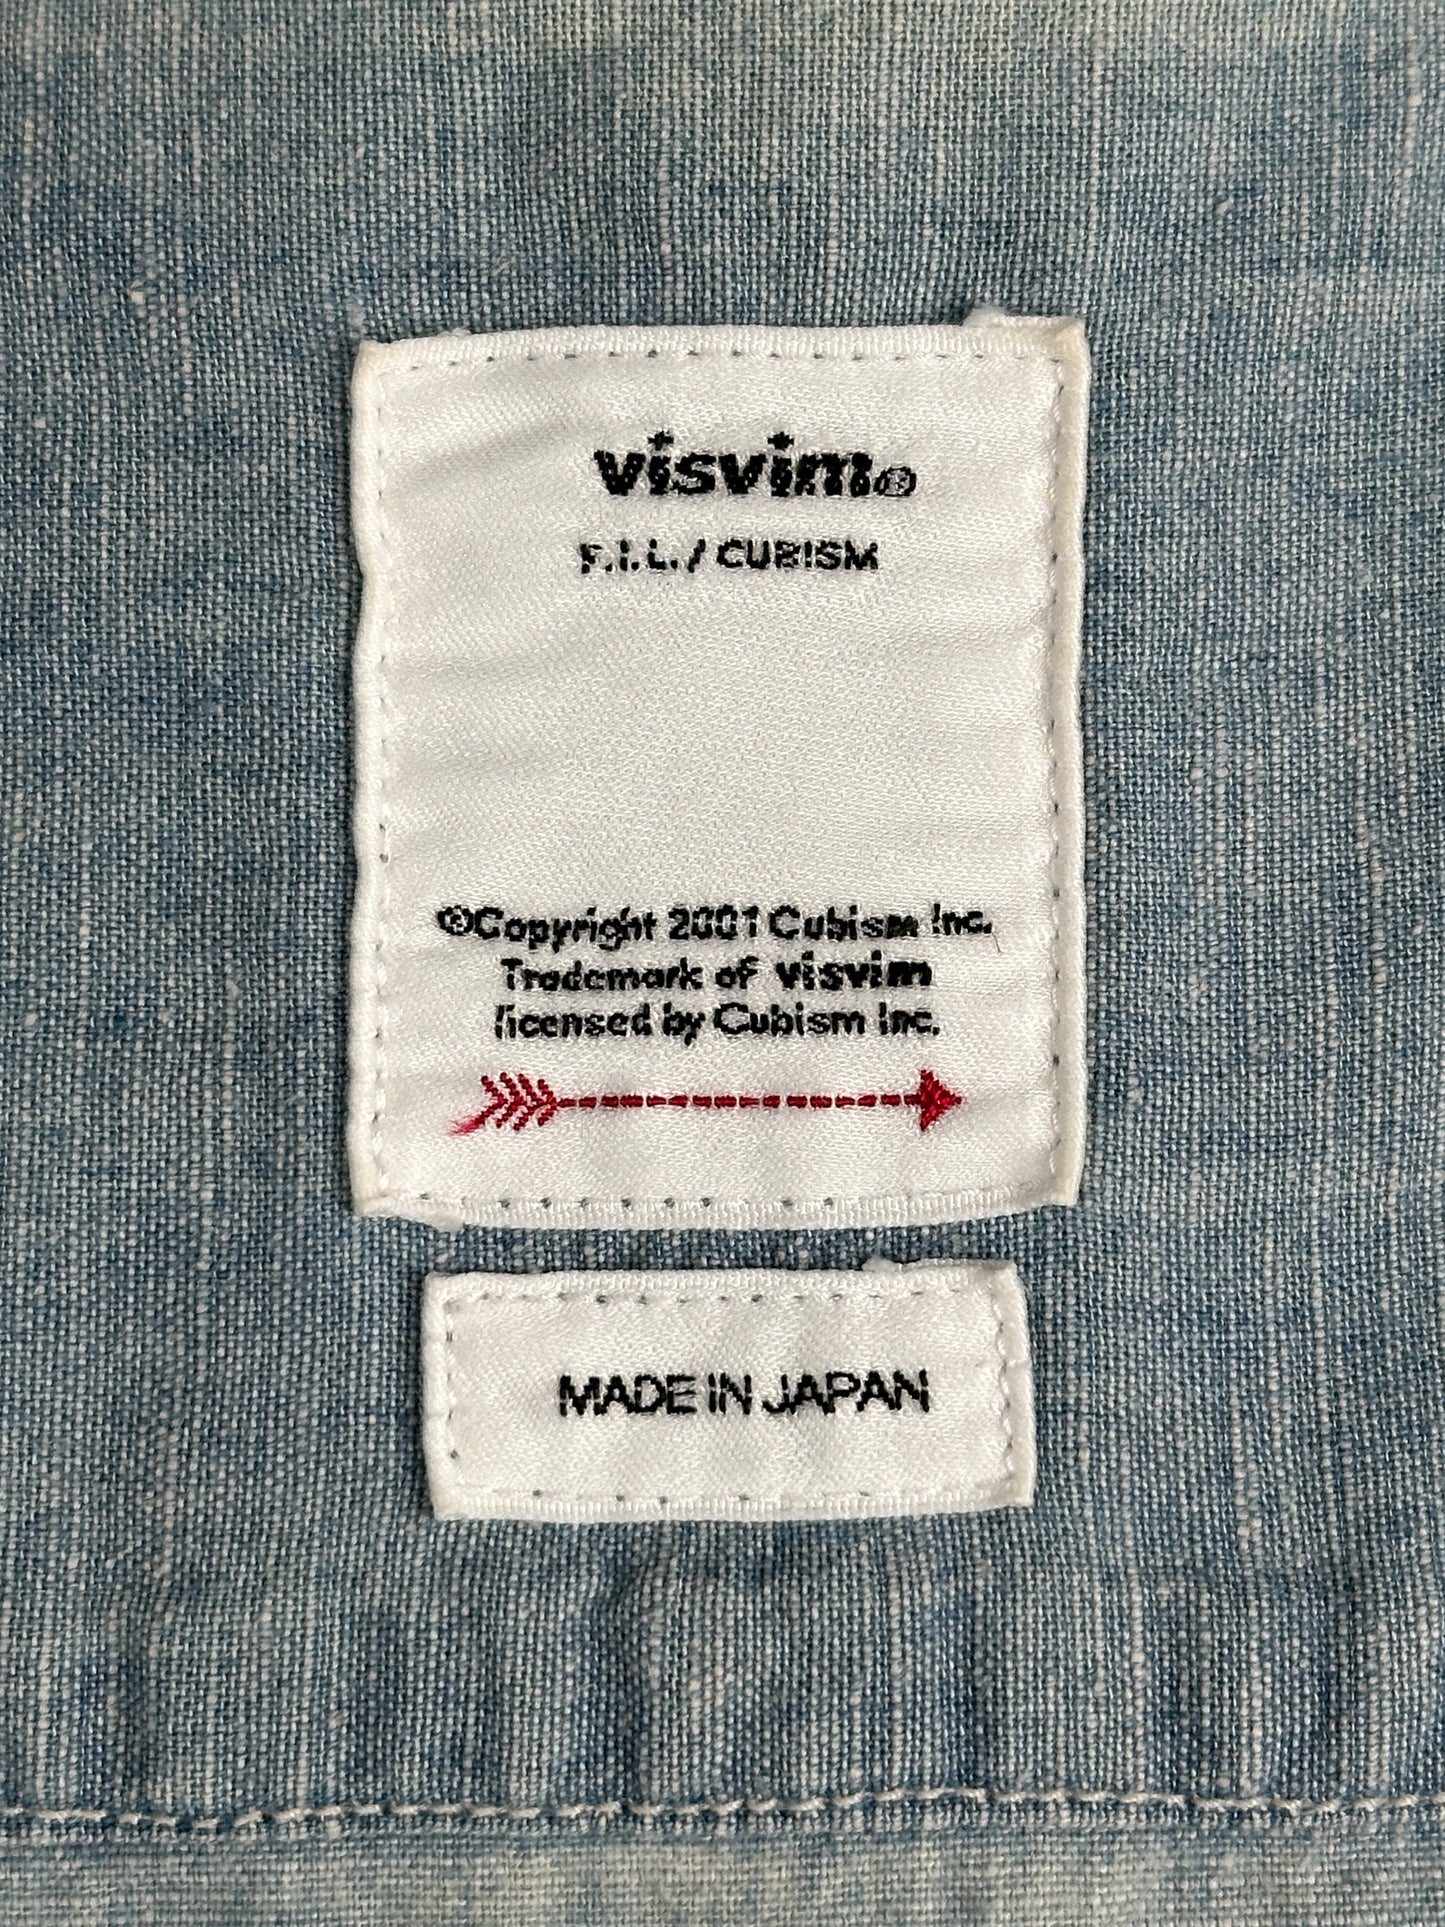 visvim®
F.I.L. / CUBISM
©Copyright 2001 Cubism Inc.
Trademark of visvim
licensed by Cubism Inc.
MADE IN JAPAN